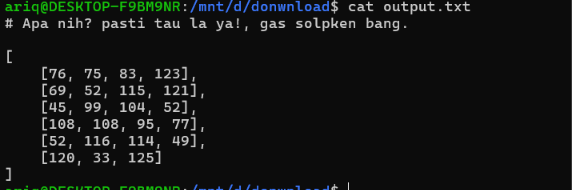 ariq@DESKTOP-F9BM9NR:/mnt/d/donwnload$ cat output.txt
# Apa nih? pasti tau la ya!, gas solpken bang.
[
[76, 75, 83, 123],
[69, 52, 115, 121],
[45, 99, 104, 52],
[108, 108, 95, 77],
[52, 116, 114, 49],
[120, 33, 125]
]
ariq@DESKTOP-F9BM9NR:/mnt/d/donwnload$